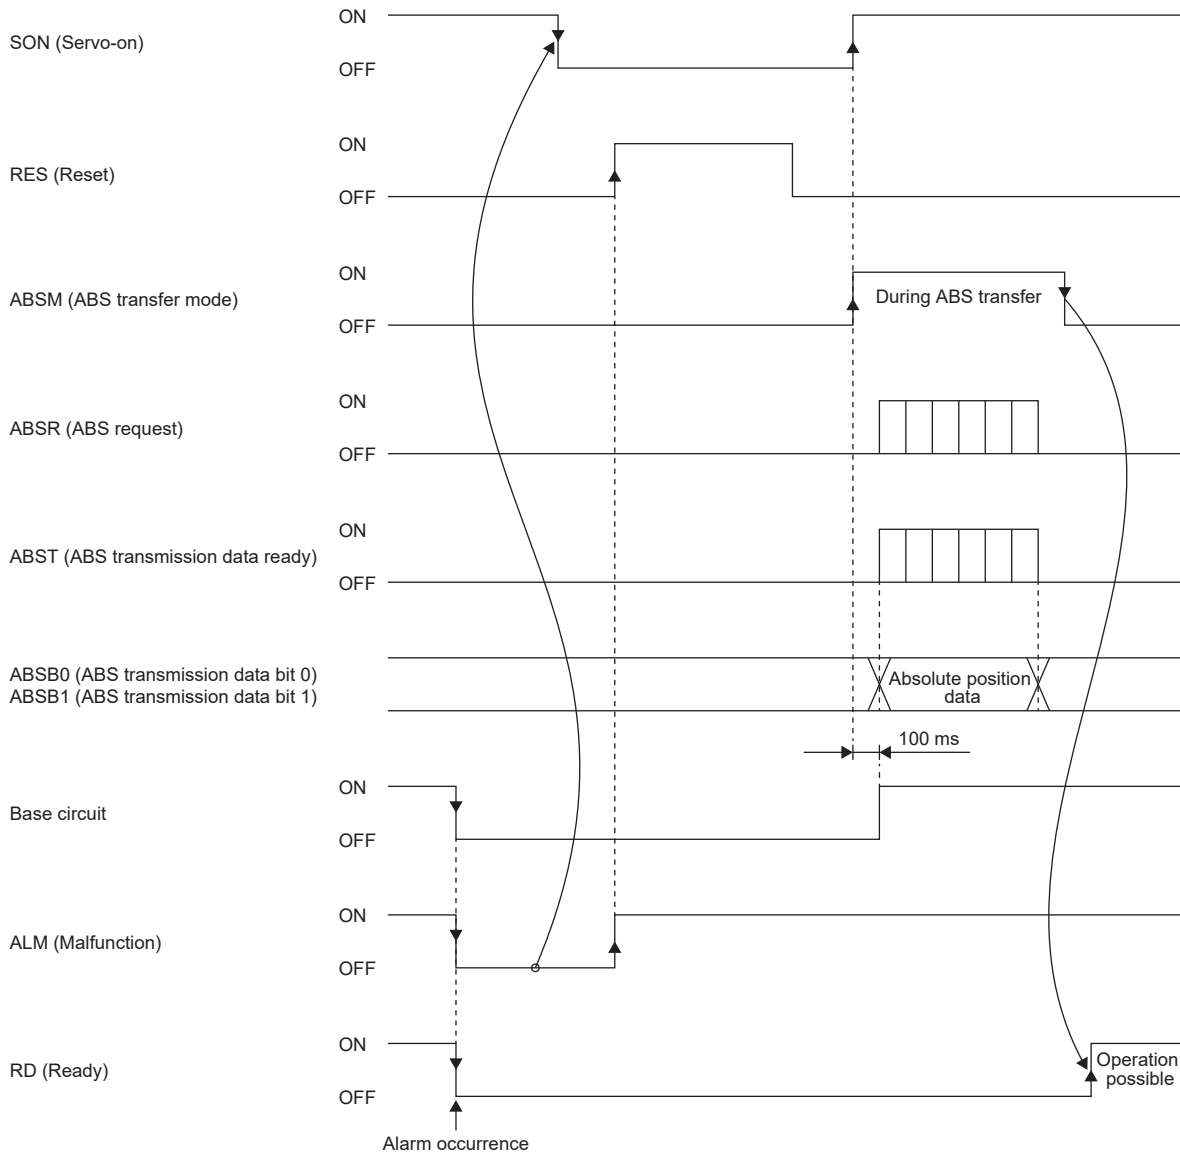 ON
SON (Servo-on)
OFF
ON
RES (Reset)
OFF
ON
ABSM (ABS transfer mode)
During ABS transfer
OFF
ON
ABSR (ABS request)
OFF
ON
ABST (ABS transmission data ready)
OFF
ABSB0 (ABS transmission data bit 0)
ABSB1 (ABS transmission data bit 1)
Absolute position
data
100 ms
ON
Base circuit
OFF
ON
ALM (Malfunction)
OFF
ON
RD (Ready)
Operation
possible
OFF
Alarm occurrence